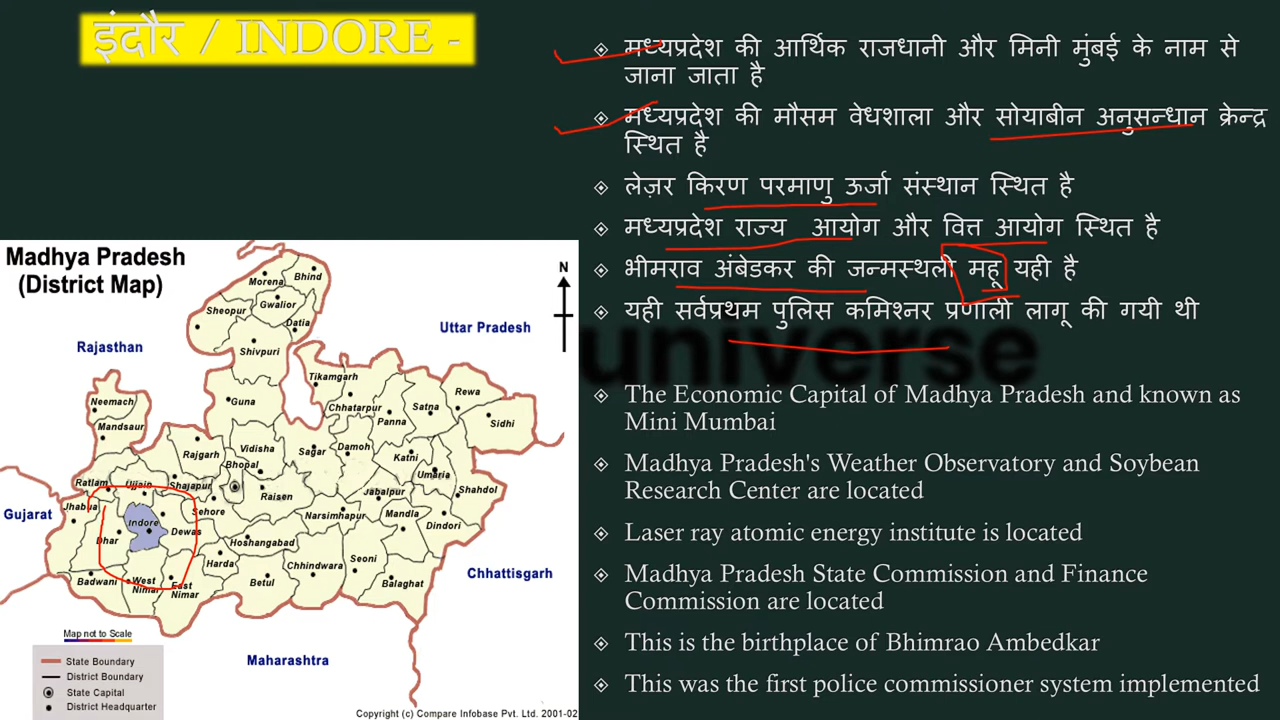 इंदौर / INDORE -
मध्यप्रदेश की आर्थिक राजधानी और मिनी मुंबई के नाम से
जाना जाता है
मध्यप्रदेश की मौसम वेधशाला और सोयाबीन अनुसन्धान क्रेन्द्र
स्थित है
लेज़र किरण परमाणु ऊर्जा संस्थान स्थित है
मध्यप्रदेश राज्य आयोग और वित्त आयोग स्थित है
भीमराव अंबेडकर की जन्मस्थली महू यही है
यही सर्वप्रथम पुलिस कमिश्नर प्रणाली लागू की गयी थी
universe
The Economic Capital of Madhya Pradesh and known as
Mini Mumbai
Madhya Pradesh's Weather Observatory and Soybean
Research Center are located
Laser ray atomic energy institute is located
Madhya Pradesh State Commission and Finance
Commission are located
This is the birthplace of Bhimrao Ambedkar
This was the first police commissioner system implemented
Madhya Pradesh
(District Map)
N
Uttar Pradesh
Rajasthan
Gujarat
Chhattisgarh
Maharashtra
Morena
Bhind
Gwalior
Sheopur
Datia
Shivpuri
Tikamgarh
Rewa
Neemach
Guna
Chhatarpur
Satna
Panna
Sidhi
Mandsaur
Rajgarh
Vidisha
Sagar
Damoh
Katni
Bhopal
Umaria
Ratlam
Ujjain
Shajapur
Raisen
Jabalpur
Shahdol
Jhabua
Sehore
Narsimhapur
Mandla
Indore
Dewas
Dindori
Dhar
Hoshangabad
Seoni
Harda
Chhindwara
Badwani
West
Nimar
East
Nimar
Betul
Balaghat
Map not to Scale
State Boundary
District Boundary
State Capital
District Headquarter
Copyright (c) Compare Infobase Pvt. Ltd. 2001-02